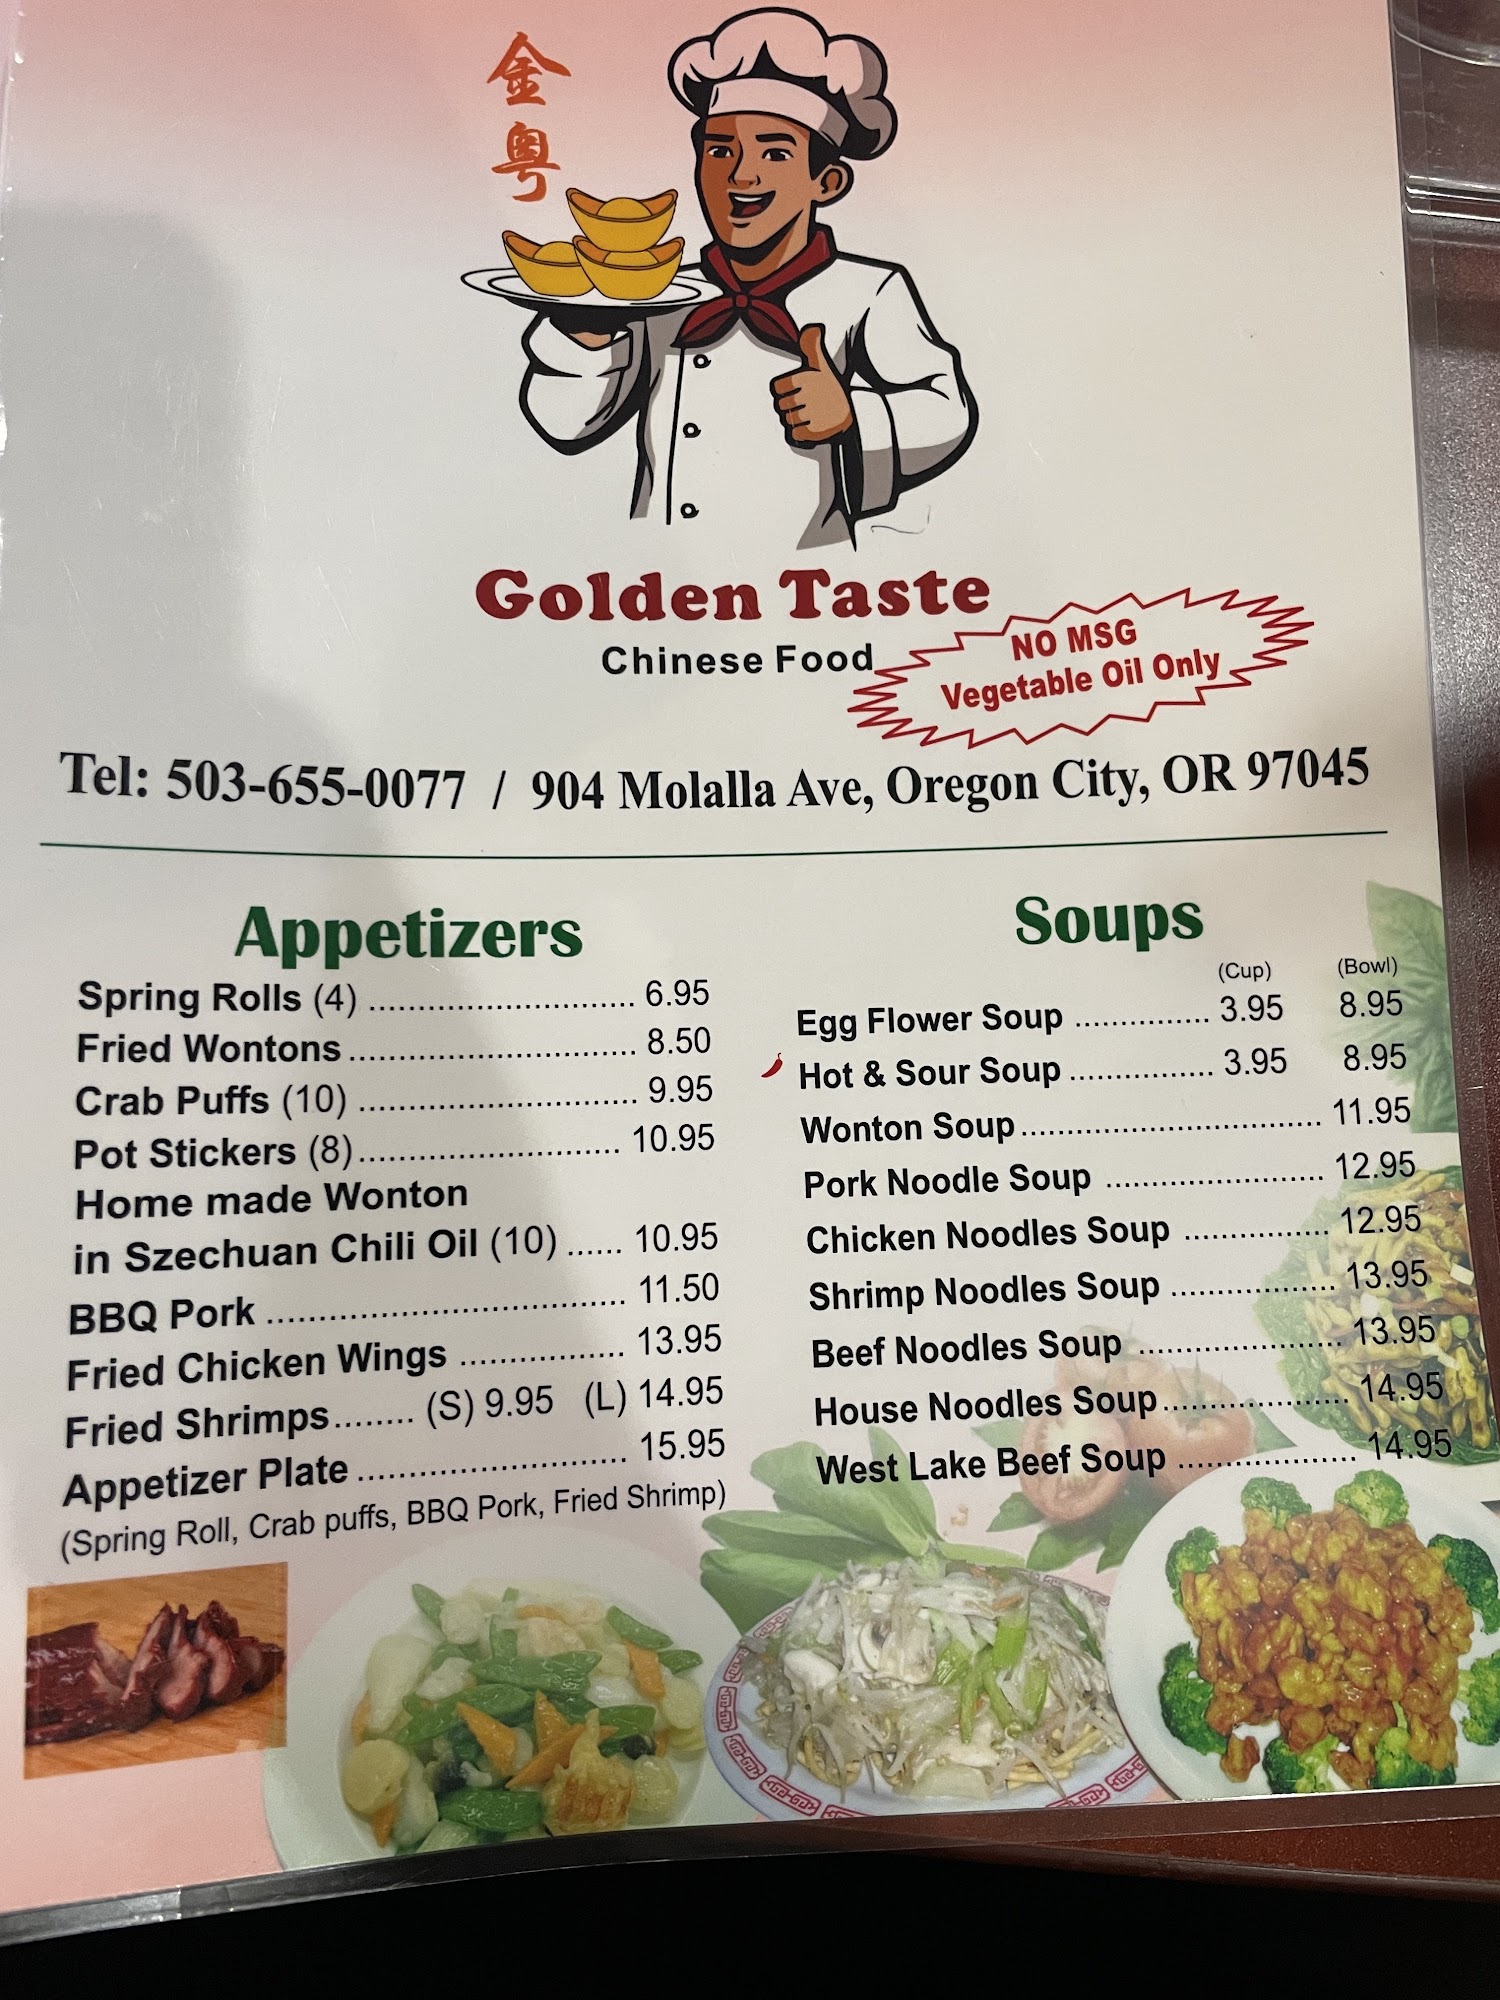 金
粤
Golden Taste
Chinese Food
NO MSG
Vegetable Oil Only
Tel: 503-655-0077 / 904 Molalla Ave, Oregon City, OR 97045
Appetizers
Spring Rolls (4) ........................... 6.95
Fried Wontons ............................. 8.50
Crab Puffs (10) ............................ 9.95
Pot Stickers (8) ........................... 10.95
Home made Wonton
in Szechuan Chili Oil (10) ...... 10.95
BBQ Pork .................................... 11.50
Fried Chicken Wings ................. 13.95
Fried Shrimps ........ (S) 9.95 (L) 14.95
Appetizer Plate ........................... 15.95
(Spring Roll, Crab puffs, BBQ Pork, Fried Shrimp)
Soups
(Cup) (Bowl)
Egg Flower Soup ............... 3.95 8.95
Hot & Sour Soup ................ 3.95 8.95
Wonton Soup ................................. 11.95
Pork Noodle Soup ........................ 12.95
Chicken Noodles Soup ................ 12.95
Shrimp Noodles Soup .................. 13.95
Beef Noodles Soup ...................... 13.95
House Noodles Soup ..................... 14.95
West Lake Beef Soup ................... 14.95